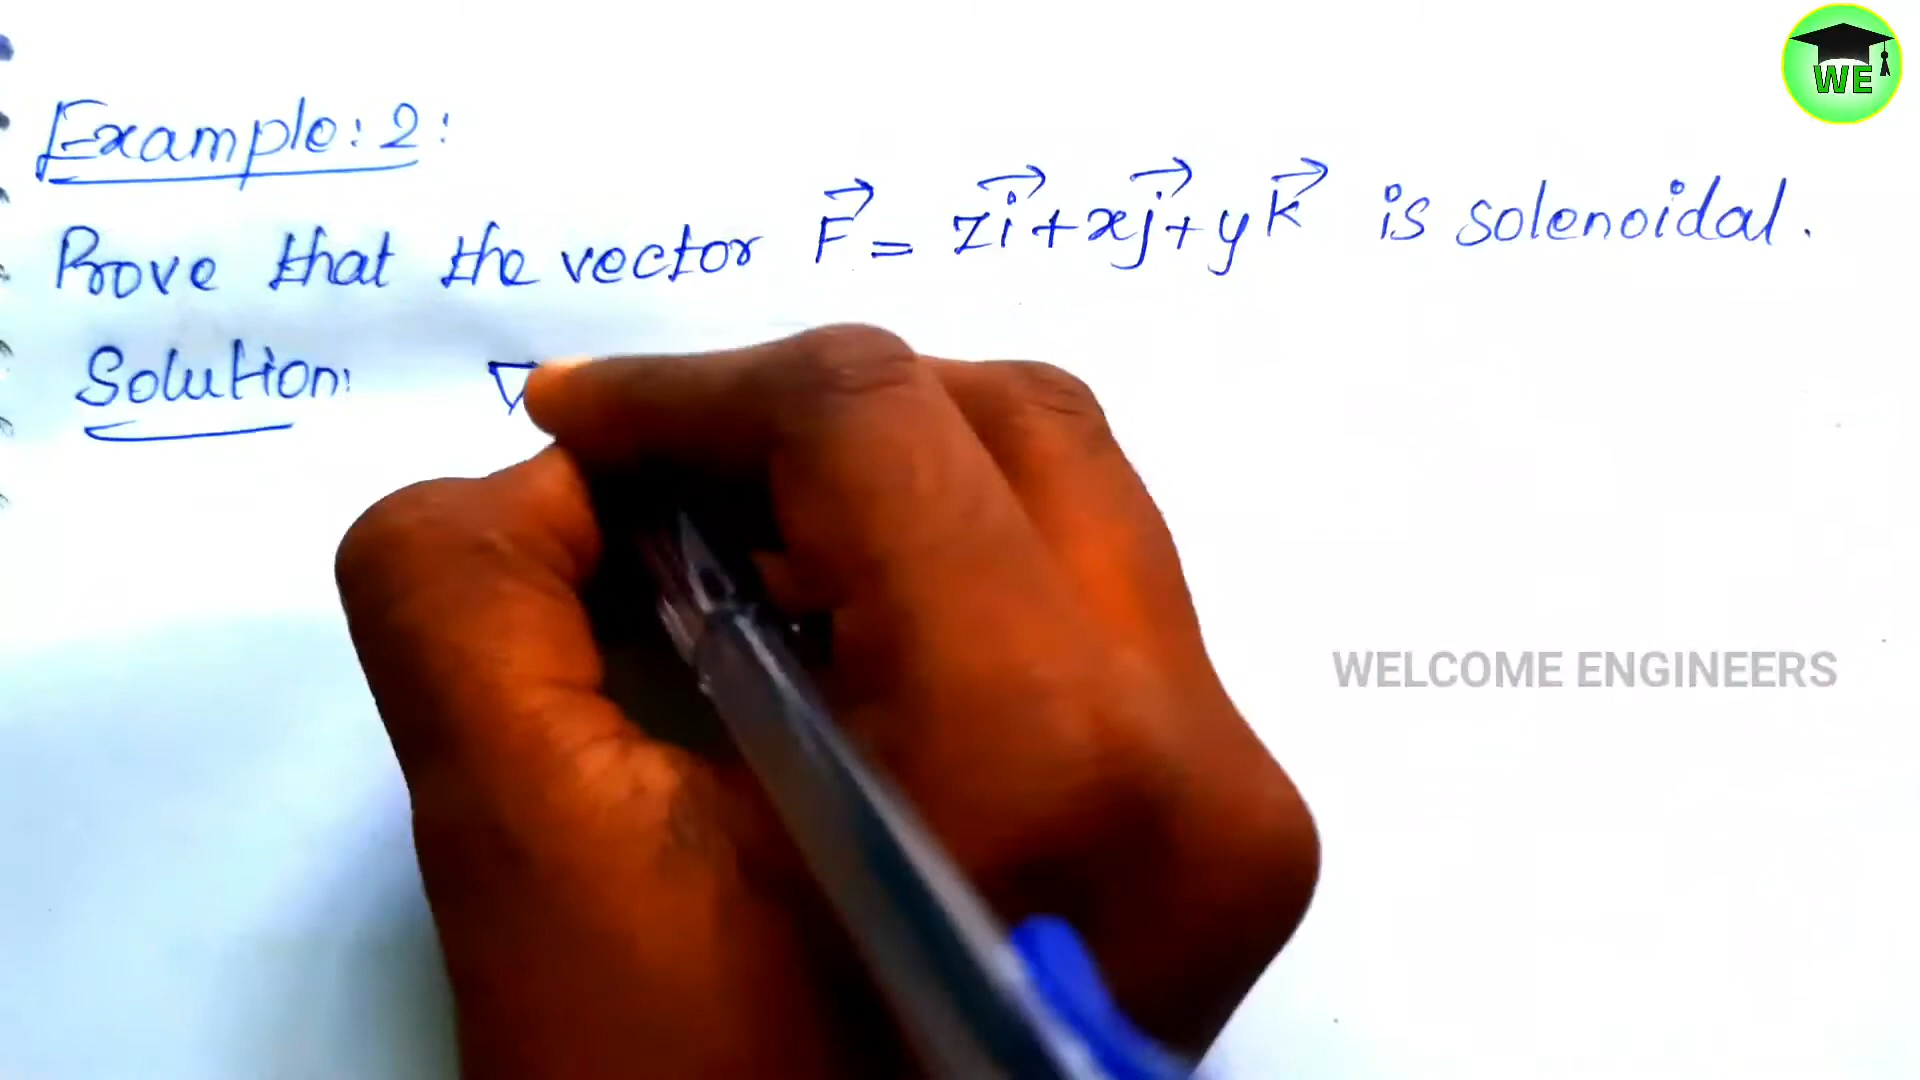 WE
Example: 2:
Prove that the vector F⃗ = zi⃗ + xj⃗ + yk⃗ is solenoidal.
Solution:
∇
WELCOME ENGINEERS